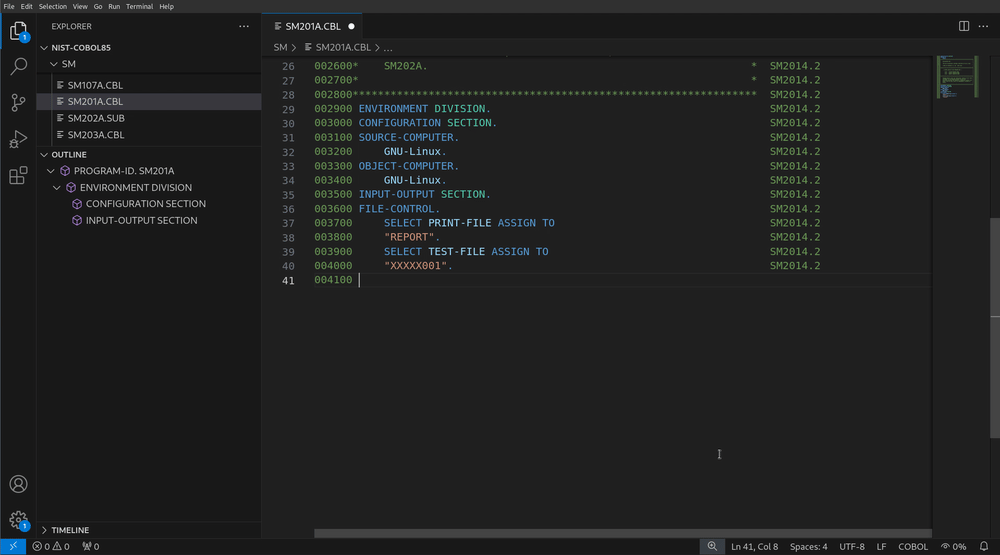 File Edit Selection View Go Run Terminal Help
EXPLORER
SM201A.CBL
NIST-COBOL85
SM > SM201A.CBL > ...
SM
SM107A.CBL
SM201A.CBL
SM202A.SUB
SM203A.CBL
OUTLINE
PROGRAM-ID. SM201A
ENVIRONMENT DIVISION
CONFIGURATION SECTION
INPUT-OUTPUT SECTION
26 002600* SM202A. * SM2014.2
27 002700* * SM2014.2
28 002800**************************************************************** SM2014.2
29 002900 ENVIRONMENT DIVISION. SM2014.2
30 003000 CONFIGURATION SECTION. SM2014.2
31 003100 SOURCE-COMPUTER. SM2014.2
32 003200 GNU-Linux. SM2014.2
33 003300 OBJECT-COMPUTER. SM2014.2
34 003400 GNU-Linux. SM2014.2
35 003500 INPUT-OUTPUT SECTION. SM2014.2
36 003600 FILE-CONTROL. SM2014.2
37 003700 SELECT PRINT-FILE ASSIGN TO SM2014.2
38 003800 "REPORT". SM2014.2
39 003900 SELECT TEST-FILE ASSIGN TO SM2014.2
40 004000 "XXXXX001". SM2014.2
41 004100
TIMELINE
1
1
0 0 0 Ln 41, Col 8 Spaces: 4 UTF-8 LF COBOL 0%